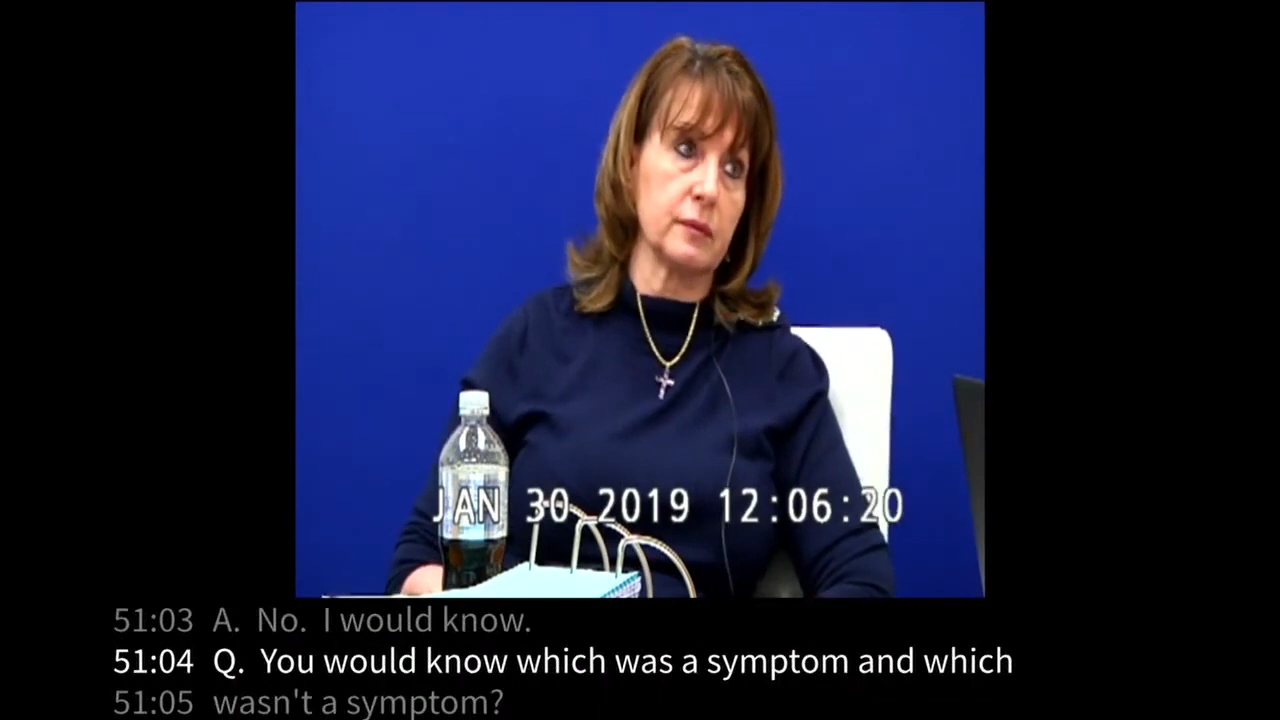 JAN 30 2019 12:06:20
51:03 A. No. I would know.
51:04 Q. You would know which was a symptom and which
51:05 wasn't a symptom?